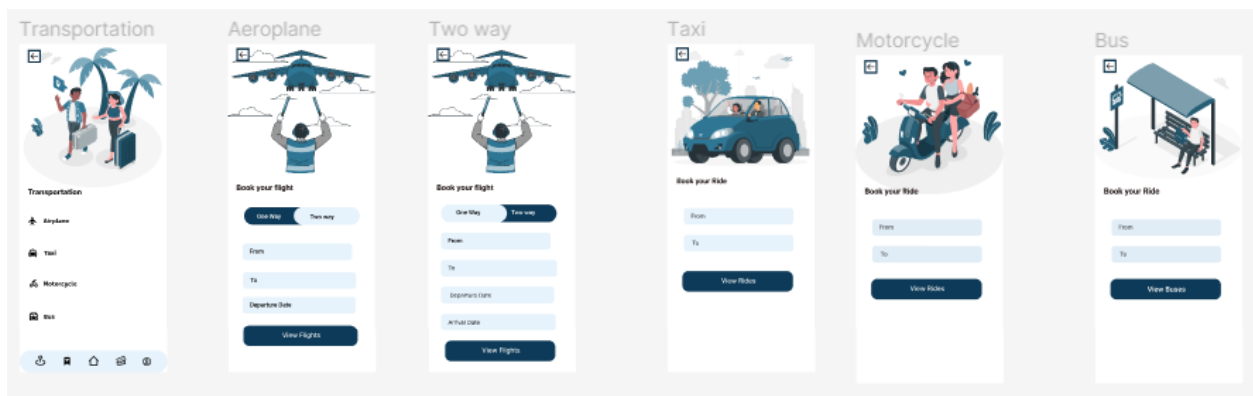 Transportation
Transportation
Airplane
Taxi
Motorcycle
Bus
Aeroplane
Book your flight
One Way Two way
From
To
Departure Date
View Flights
Two way
Book your flight
One Way Two way
From
To
Departure Date
Arrival Date
View Flights
Taxi
Book your Ride
From
To
View Rides
Motorcycle
Book your Ride
From
To
View Rides
Bus
Book your Ride
From
To
View Buses